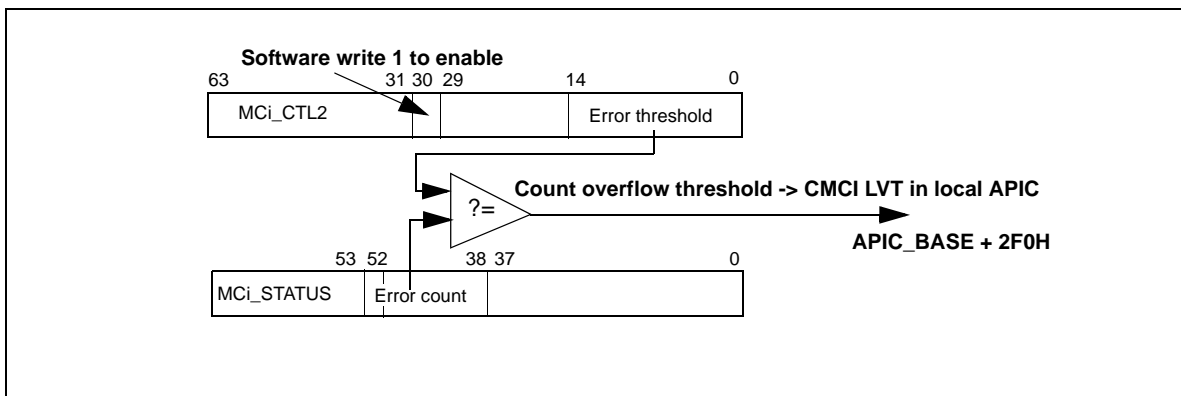 Software write 1 to enable
63 31 30 29 14 0
MCi_CTL2 Error threshold
?=
Count overflow threshold -> CMCI LVT in local APIC
APIC_BASE + 2F0H
53 52 38 37 0
MCi_STATUS Error count